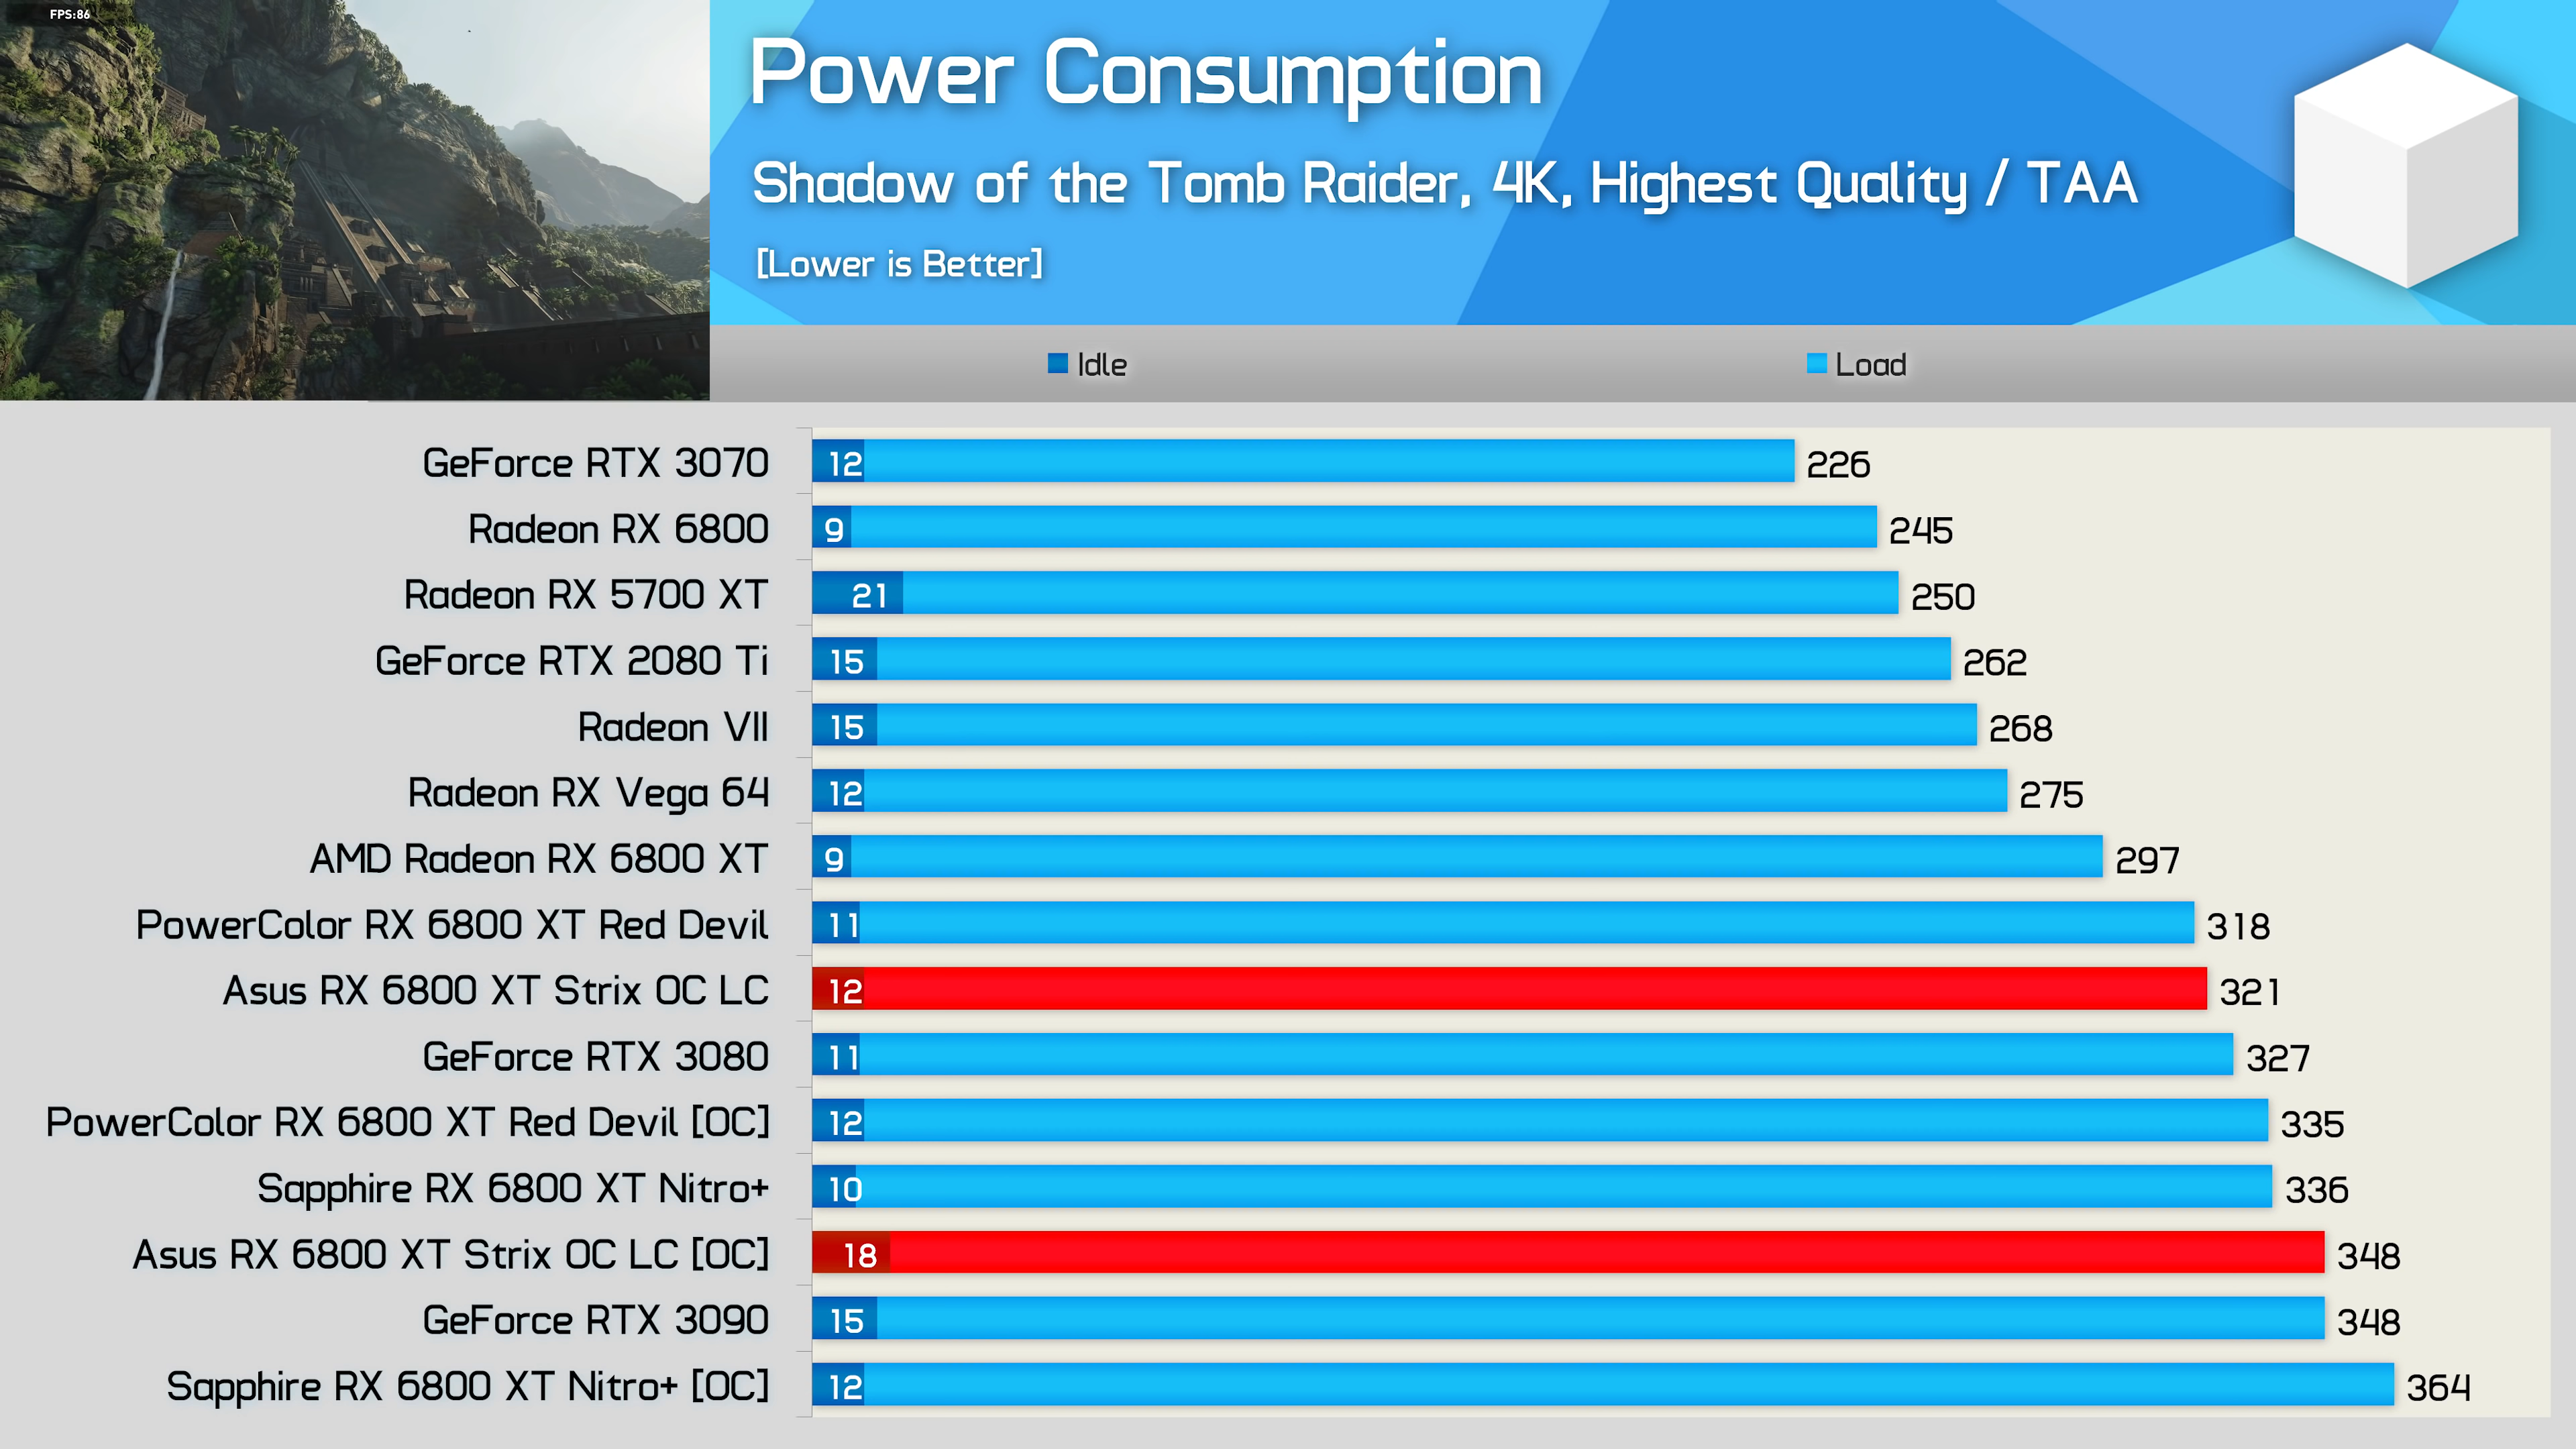 FPS:86
Power Consumption
Shadow of the Tomb Raider, 4K, Highest Quality / TAA
[Lower is Better]
Idle Load
GeForce RTX 3070 12 226
Radeon RX 6800 9 245
Radeon RX 5700 XT 21 250
GeForce RTX 2080 Ti 15 262
Radeon VII 15 268
Radeon RX Vega 64 12 275
AMD Radeon RX 6800 XT 9 297
PowerColor RX 6800 XT Red Devil 11 318
Asus RX 6800 XT Strix OC LC 12 321
GeForce RTX 3080 11 327
PowerColor RX 6800 XT Red Devil [OC] 12 335
Sapphire RX 6800 XT Nitro+ 10 336
Asus RX 6800 XT Strix OC LC [OC] 18 348
GeForce RTX 3090 15 348
Sapphire RX 6800 XT Nitro+ [OC] 12 364